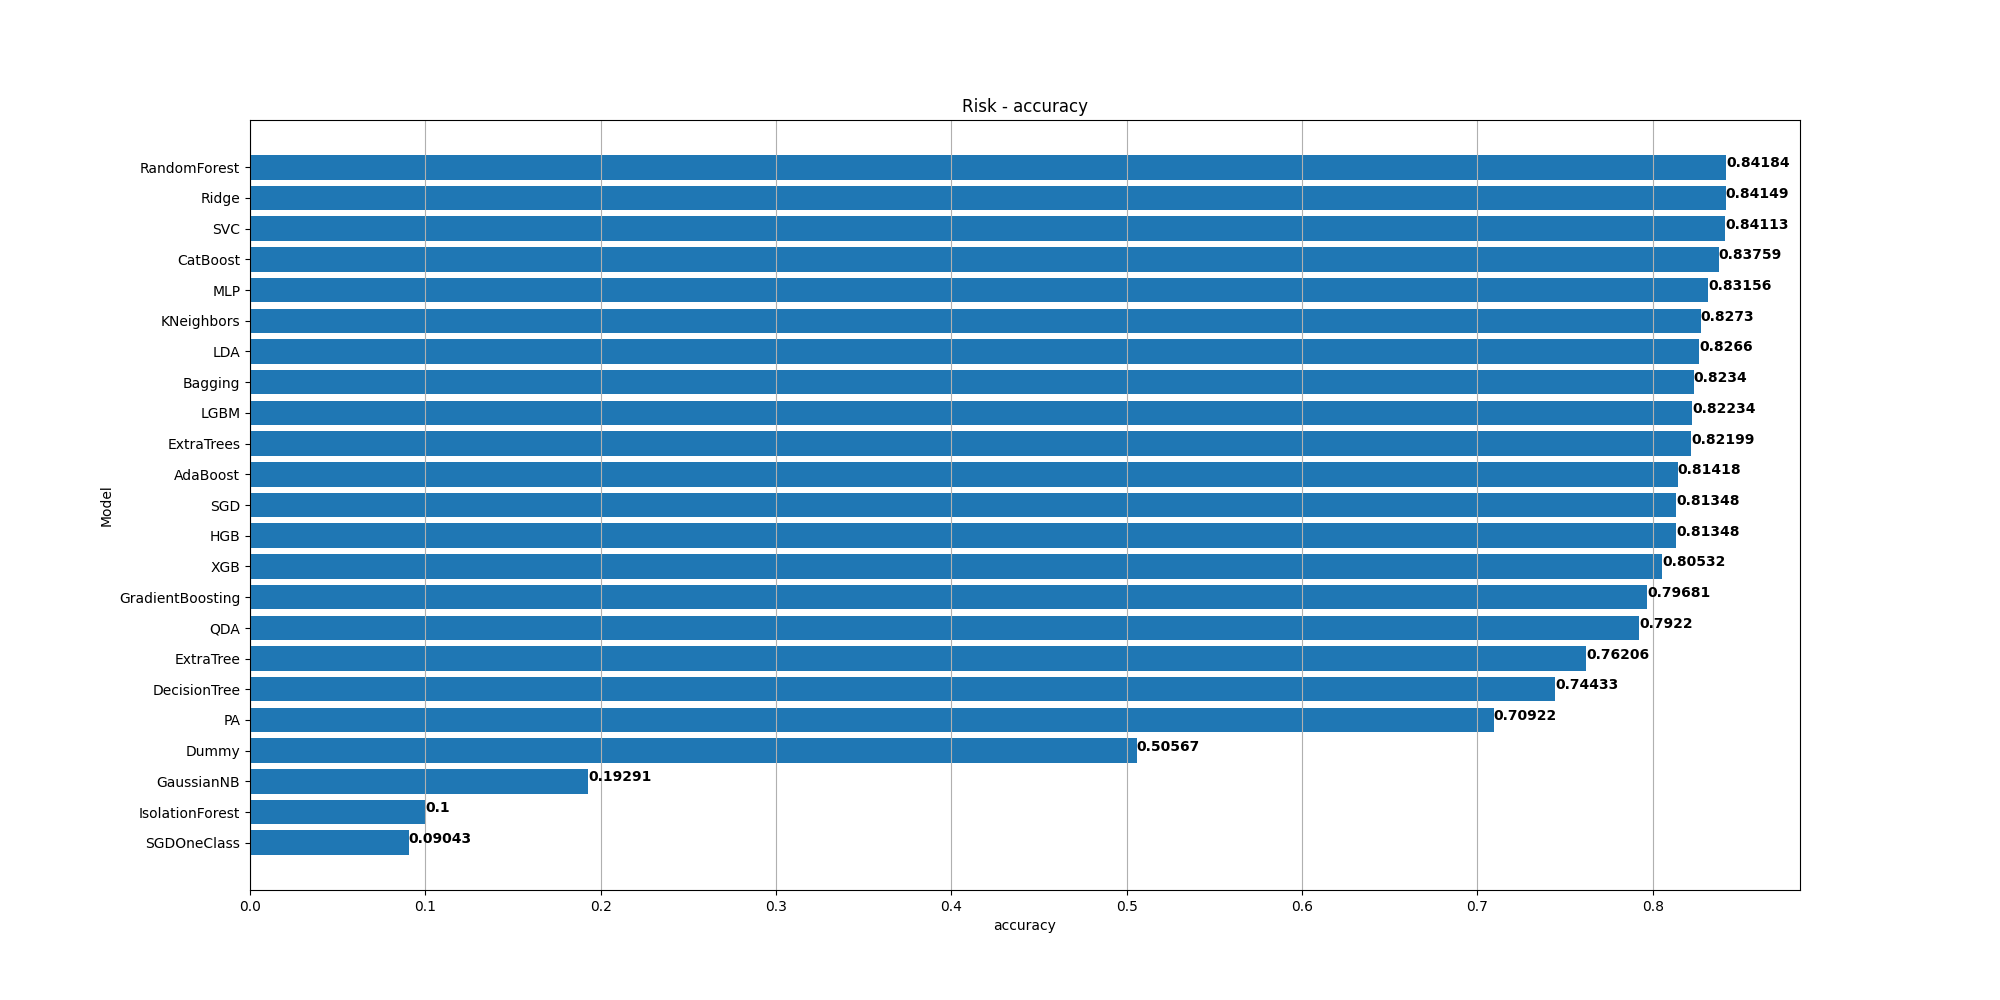 Risk - accuracy
Model
RandomForest 0.84184
Ridge 0.84149
SVC 0.84113
CatBoost 0.83759
MLP 0.83156
KNeighbors 0.8273
LDA 0.8266
Bagging 0.8234
LGBM 0.82234
ExtraTrees 0.82199
AdaBoost 0.81418
SGD 0.81348
HGB 0.81348
XGB 0.80532
GradientBoosting 0.79681
QDA 0.7922
ExtraTree 0.76206
DecisionTree 0.74433
PA 0.70922
Dummy 0.50567
GaussianNB 0.19291
IsolationForest 0.1
SGDOneClass 0.09043
0.0 0.1 0.2 0.3 0.4 0.5 0.6 0.7 0.8
accuracy